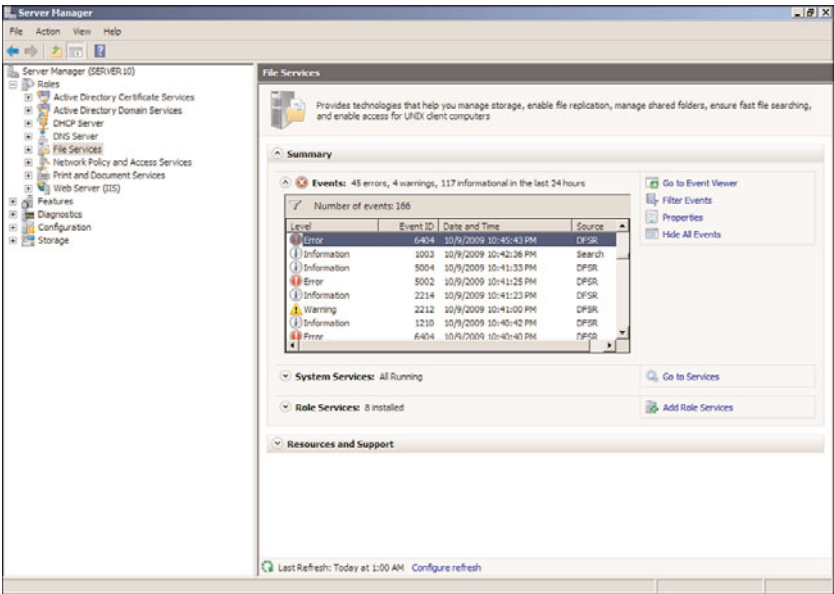 Server Manager
File Action View Help
Server Manager (SERVER10)
Roles
Active Directory Certificate Services
Active Directory Domain Services
DHCP Server
DNS Server
File Services
Network Policy and Access Services
Print and Document Services
Web Server (IIS)
Features
Diagnostics
Configuration
Storage
File Services
Provides technologies that help you manage storage, enable file replication, manage shared folders, ensure fast file searching,
and enable access for UNIX client computers
Summary
Events: 45 errors, 4 warnings, 117 informational in the last 24 hours
Number of events: 166
Level Event ID Date and Time Source
Error 6404 10/9/2009 10:45:43 PM DFSR
Information 1003 10/9/2009 10:42:36 PM Search
Information 5004 10/9/2009 10:41:33 PM DFSR
Error 5002 10/9/2009 10:41:25 PM DFSR
Information 2214 10/9/2009 10:41:23 PM DFSR
Warning 2212 10/9/2009 10:41:00 PM DFSR
Information 1210 10/9/2009 10:40:42 PM DFSR
Error 6404 10/9/2009 10:40:40 PM DFSR
Go to Event Viewer
Filter Events
Properties
Hide All Events
System Services: All Running
Go to Services
Role Services: 8 installed
Add Role Services
Resources and Support
Last Refresh: Today at 1:00 AM Configure refresh